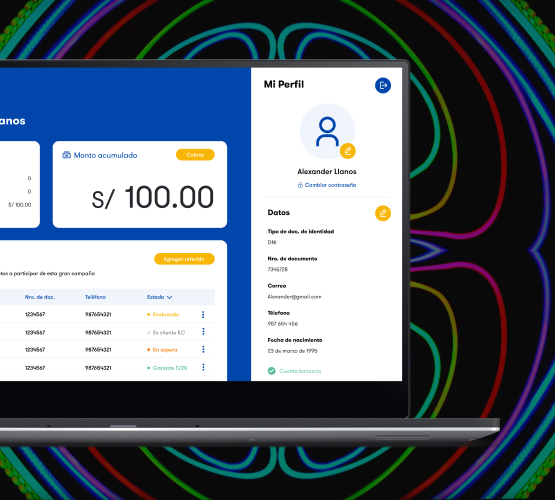 anos
Monto acumulado
Cobrar
0
0
S/ 100.00
S/ 100.00
Agregar referido
tes a participar de esta gran campaña
Nro. de doc.
Teléfono
Estado
1234567
987654321
Evaluando
1234567
987654321
Es cliente ILC
1234567
987654321
En espera
1234567
987654321
Ganaste S/20
Mi Perfil
Alexander Llanos
Cambiar contraseña
Datos
Tipo de doc. de identidad
DNI
Nro. de documento
7345728
Correo
Alexander@gmail.com
Télefono
987 654 456
Fecha de nacimiento
23 de marzo de 1995
Cuenta bancaria